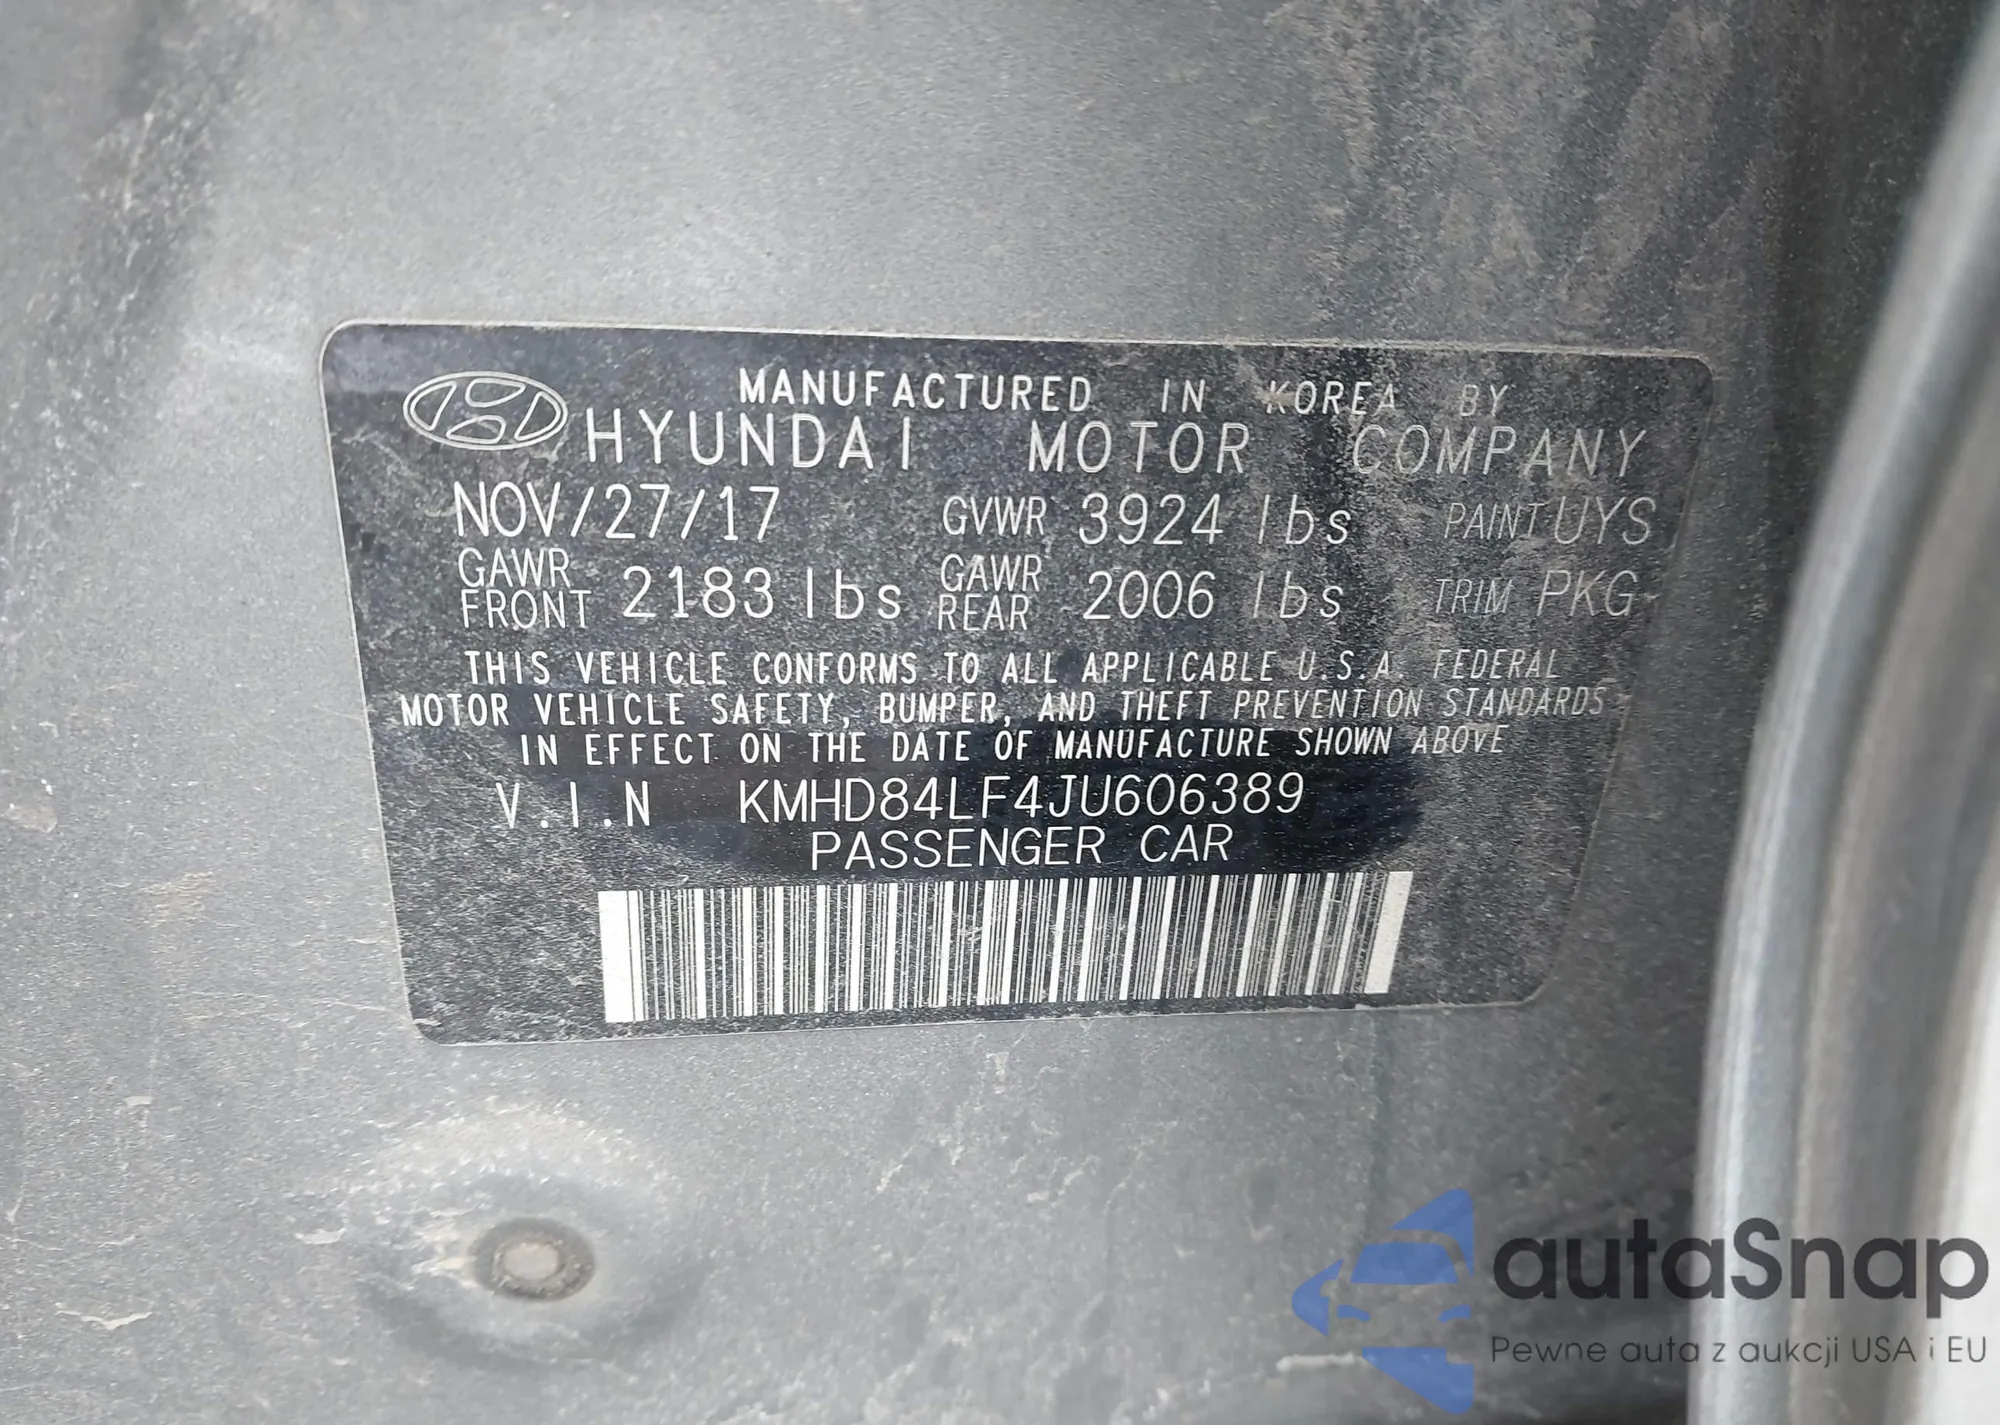 MANUFACTURED IN KOREA BY
HYUNDAI MOTOR COMPANY
NOV/27/17 GVWR 3924 lbs PAINT UYS
GAWR FRONT 2183 lbs GAWR REAR 2006 lbs TRIM PKG
THIS VEHICLE CONFORMS TO ALL APPLICABLE U.S.A. FEDERAL
MOTOR VEHICLE SAFETY, BUMPER, AND THEFT PREVENTION STANDARDS
IN EFFECT ON THE DATE OF MANUFACTURE SHOWN ABOVE
V.I.N KMHD84LF4JU606389
PASSENGER CAR
autaSnap
Pewne auta z aukcji USA i EU